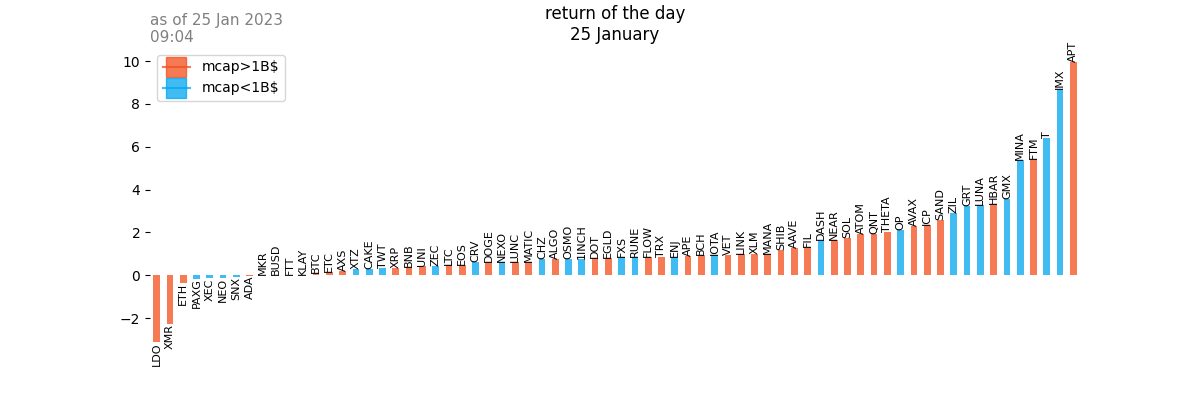 as of 25 Jan 2023
09:04
return of the day
25 January
mcap>1B$
mcap<1B$
10
8
6
4
2
0
−2
LDO
XMR
ETH
PAXG
XEC
NEO
SNX
ADA
MKR
BUSD
FTT
KLAY
BTC
ETC
AXS
XTZ
CAKE
TWT
XRP
BNB
UNI
ZEC
LTC
EOS
CRV
DOGE
NEXO
LUNC
MATIC
CHZ
ALGO
OSMO
1INCH
DOT
EGLD
FXS
RUNE
FLOW
TRX
ENJ
APE
BCH
IOTA
VET
LINK
XLM
MANA
SHIB
AAVE
FIL
DASH
NEAR
SOL
ATOM
QNT
THETA
OP
AVAX
ICP
SAND
ZIL
GRT
LUNA
HBAR
GMX
MINA
FTM
T
IMX
APT